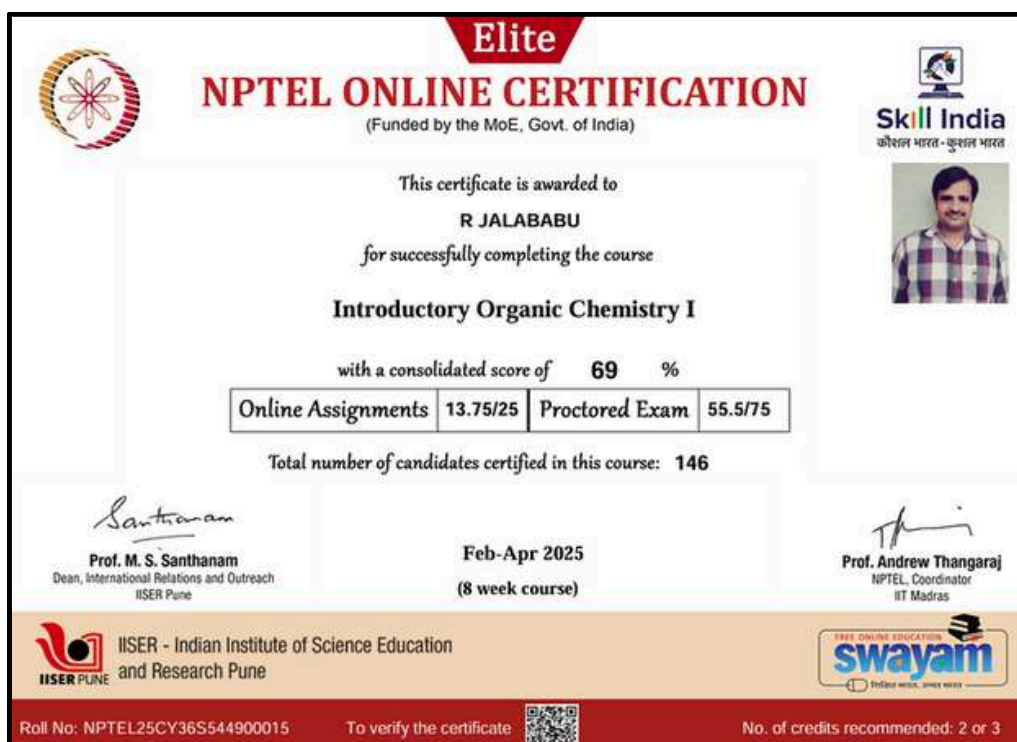 Elite
NPTEL ONLINE CERTIFICATION
(Funded by the MoE, Govt. of India)
Skill India
कौशल भारत-कुशल भारत
This certificate is awarded to
R JALABABU
for successfully completing the course
Introductory Organic Chemistry I
with a consolidated score of 69 %
Online Assignments 13.75/25 Proctored Exam 55.5/75
Total number of candidates certified in this course: 146
Santhanam
Prof. M. S. Santhanam
Dean, International Relations and Outreach
IISER Pune
Feb-Apr 2025
(8 week course)
Prof. Andrew Thangaraj
NPTEL, Coordinator
IIT Madras
IISER PUNE
IISER - Indian Institute of Science Education
and Research Pune
FREE ONLINE EDUCATION
swayam
शिक्षित भारत, उन्नत भारत
Roll No: NPTEL25CY36S544900015
To verify the certificate
No. of credits recommended: 2 or 3